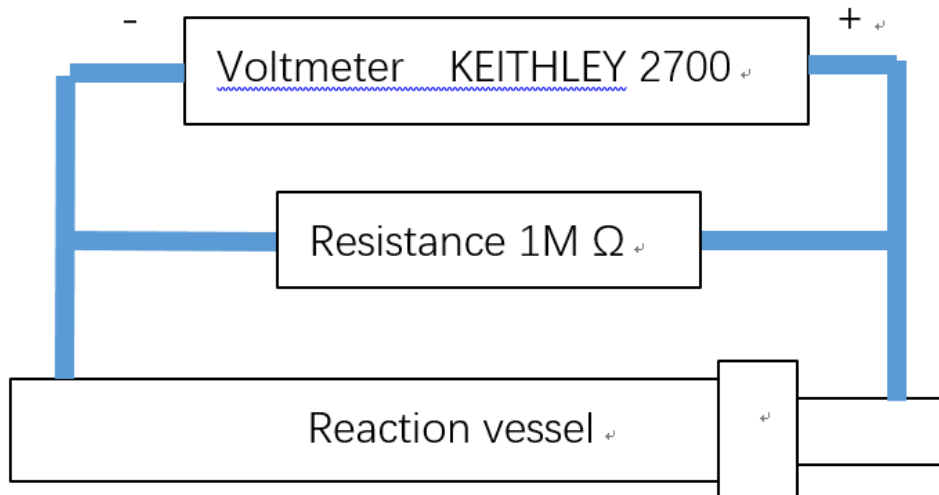 - +
Voltmeter KEITHLEY 2700
Resistance 1M Ω
Reaction vessel